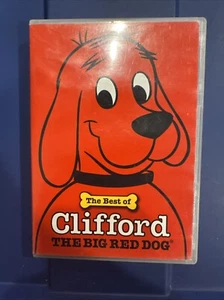 The Best of
Clifford
THE BIG RED DOG®